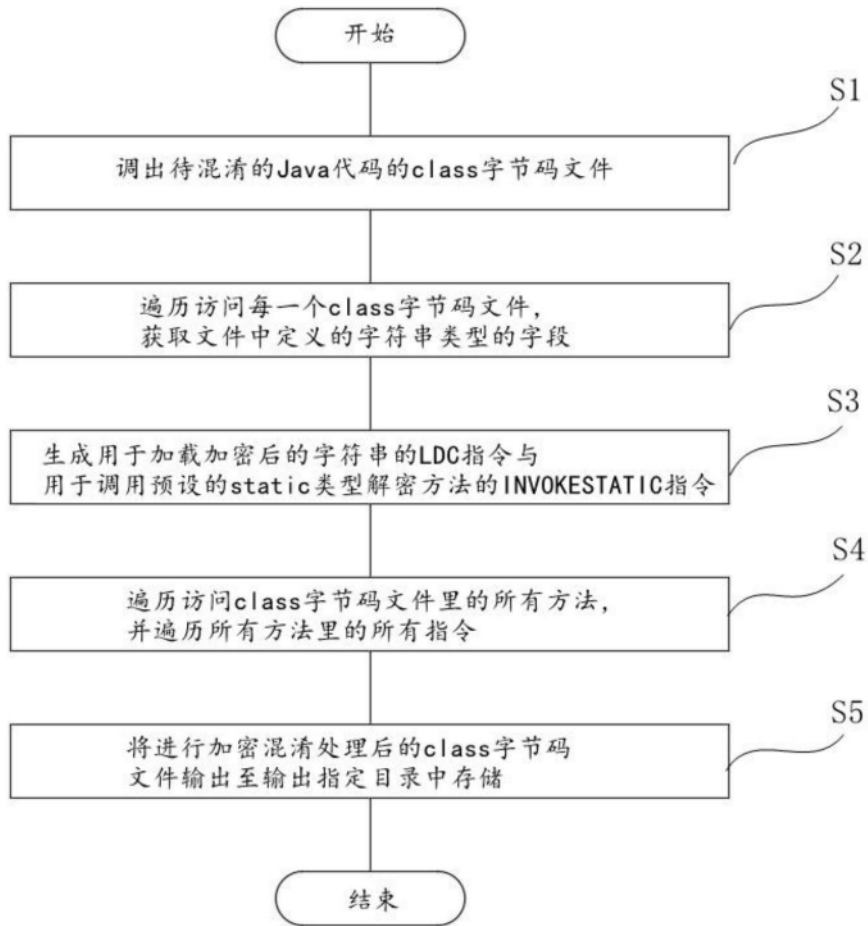 开始
S1
调出待混淆的Java代码的class字节码文件
S2
遍历访问每一个class字节码文件，
获取文件中定义的字符串类型的字段
S3
生成用于加载加密后的字符串的LDC指令与
用于调用预设的static类型解密方法的INVOKESTATIC指令
S4
遍历访问class字节码文件里的所有方法，
并遍历所有方法里的所有指令
S5
将进行加密混淆处理后的class字节码
文件输出至输出指定目录中存储
结束